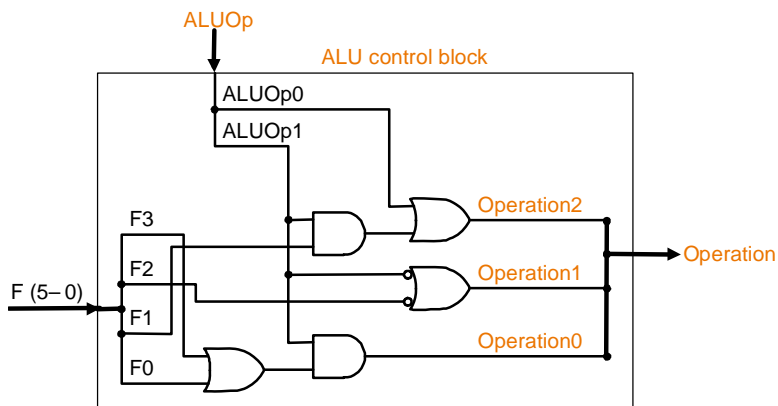 ALUOp
ALU control block
ALUOp0
ALUOp1
F3
Operation2
Operation
F2
Operation1
F (5–0)
F1
Operation0
F0